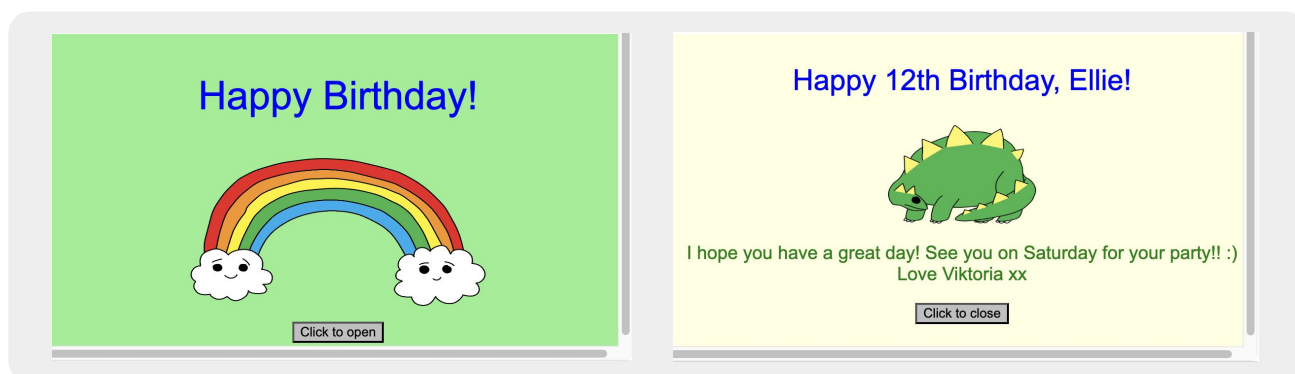 Happy Birthday!
Click to open
Happy 12th Birthday, Ellie!
I hope you have a great day! See you on Saturday for your party!! :)
Love Viktoria xx
Click to close